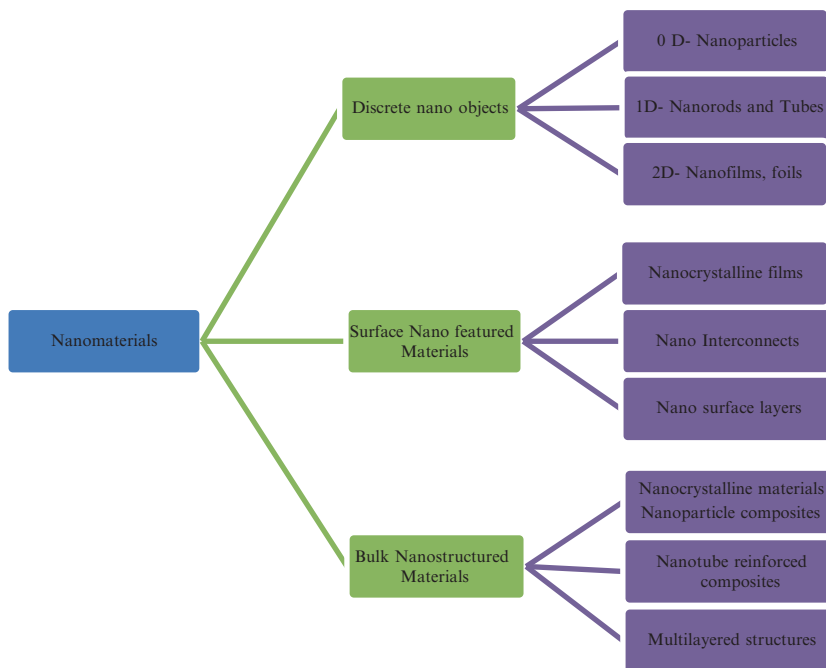 Nanomaterials
Discrete nano objects
0 D- Nanoparticles
1D- Nanorods and Tubes
2D- Nanofilms, foils
Surface Nano featured
Materials
Nanocrystalline films
Nano Interconnects
Nano surface layers
Bulk Nanostructured
Materials
Nanocrystalline materials
Nanoparticle composites
Nanotube reinforced
composites
Multilayered structures